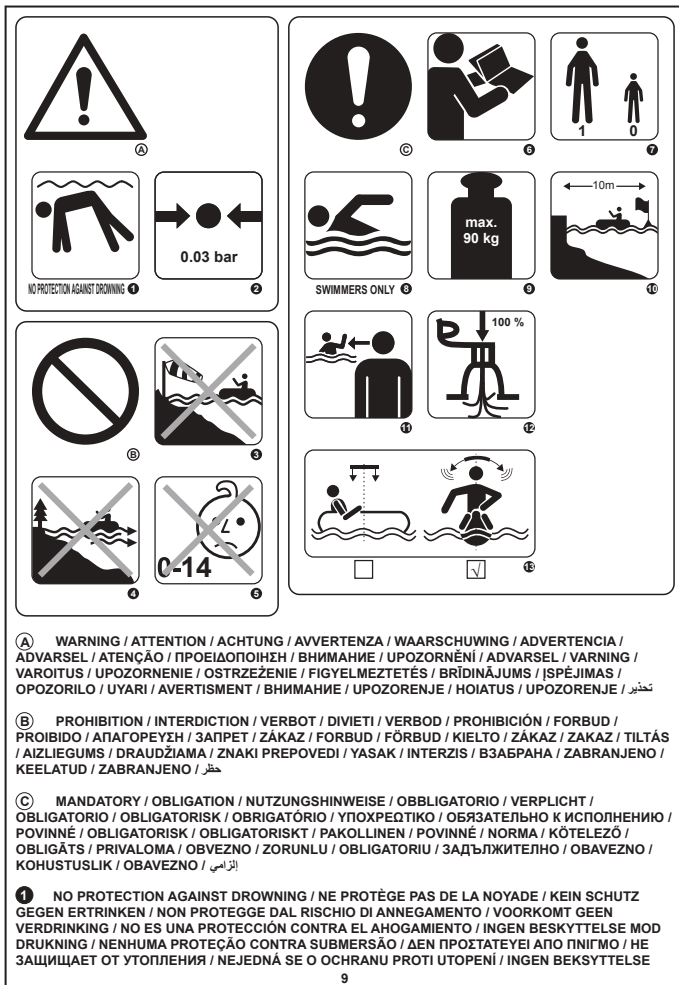 Ⓐ
NO PROTECTION AGAINST DROWNING ❶
0.03 bar
❷
Ⓑ
❸
❹
0-14
❺
Ⓒ
❻
1 0
❼
SWIMMERS ONLY ❽
max.
90 kg
❾
10m
❿
⓫
100 %
⓬
√
⓭
Ⓐ WARNING / ATTENTION / ACHTUNG / AVVERTENZA / WAARSCHUWING / ADVERTENCIA /
ADVARSEL / ATENÇÃO / ΠΡΟΕΙΔΟΠΟΙΗΣΗ / ВНИМАНИЕ / UPOZORNĚNÍ / ADVARSEL / VARNING /
VAROITUS / UPOZORNENIE / OSTRZEŻENIE / FIGYELMEZTETÉS / BRĪDINĀJUMS / ĮSPĖJIMAS /
OPOZORILO / UYARI / AVERTISMENT / ВНИМАНИЕ / UPOZORENJE / HOIATUS / UPOZORENJE / تحذير
Ⓑ PROHIBITION / INTERDICTION / VERBOT / DIVIETI / VERBOD / PROHIBICIÓN / FORBUD /
PROIBIDO / ΑΠΑΓΟΡΕΥΣΗ / ЗАПРЕТ / ZÁKAZ / FORBUD / FÖRBUD / KIELTO / ZÁKAZ / ZAKAZ / TILTÁS
/ AIZLIEGUMS / DRAUDŽIAMA / ZNAKI PREPOVEDI / YASAK / INTERZIS / ВЗАБРАНА / ZABRANJENO /
KEELATUD / ZABRANJENO / حظر
Ⓒ MANDATORY / OBLIGATION / NUTZUNGSHINWEISE / OBBLIGATORIO / VERPLICHT /
OBLIGATORIO / OBLIGATORISK / OBRIGATÓRIO / ΥΠΟΧΡΕΩΤΙΚΟ / ОБЯЗАТЕЛЬНО К ИСПОЛНЕНИЮ /
POVINNÉ / OBLIGATORISK / OBLIGATORISKT / PAKOLLINEN / POVINNÉ / NORMA / KÖTELEZŐ /
OBLIGĀTS / PRIVALOMA / OBVEZNO / ZORUNLU / OBLIGATORIU / ЗАДЪЛЖИТЕЛНО / OBAVEZNO /
KOHUSTUSLIK / OBAVEZNO / إلزامي
❶ NO PROTECTION AGAINST DROWNING / NE PROTÈGE PAS DE LA NOYADE / KEIN SCHUTZ
GEGEN ERTRINKEN / NON PROTEGGE DAL RISCHIO DI ANNEGAMENTO / VOORKOMT GEEN
VERDRINKING / NO ES UNA PROTECCIÓN CONTRA EL AHOGAMIENTO / INGEN BESKYTTELSE MOD
DRUKNING / NENHUMA PROTEÇÃO CONTRA SUBMERSÃO / ΔΕΝ ΠΡΟΣΤΑΤΕΥΕΙ ΑΠΟ ΠΝΙΓΜΟ / НЕ
ЗАЩИЩАЕТ ОТ УТОПЛЕНИЯ / NEJEDNÁ SE O OCHRANU PROTI UTOPENÍ / INGEN BEKSYTTELSE
9